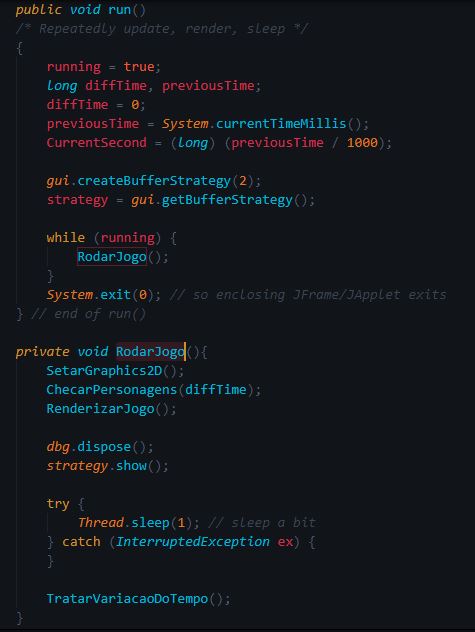 public void run()
/* Repeatedly update, render, sleep */
{
running = true;
long diffTime, previousTime;
diffTime = 0;
previousTime = System.currentTimeMillis();
CurrentSecond = (long) (previousTime / 1000);
gui.createBufferStrategy(2);
strategy = gui.getBufferStrategy();
while (running) {
RodarJogo();
}
System.exit(0); // so enclosing JFrame/JApplet exits
} // end of run()
private void RodarJogo(){
SetarGraphics2D();
ChecarPersonagens(diffTime);
RenderizarJogo();
dbg.dispose();
strategy.show();
try {
Thread.sleep(1); // sleep a bit
} catch (InterruptedException ex) {
}
TratarVariacaoDoTempo();
}